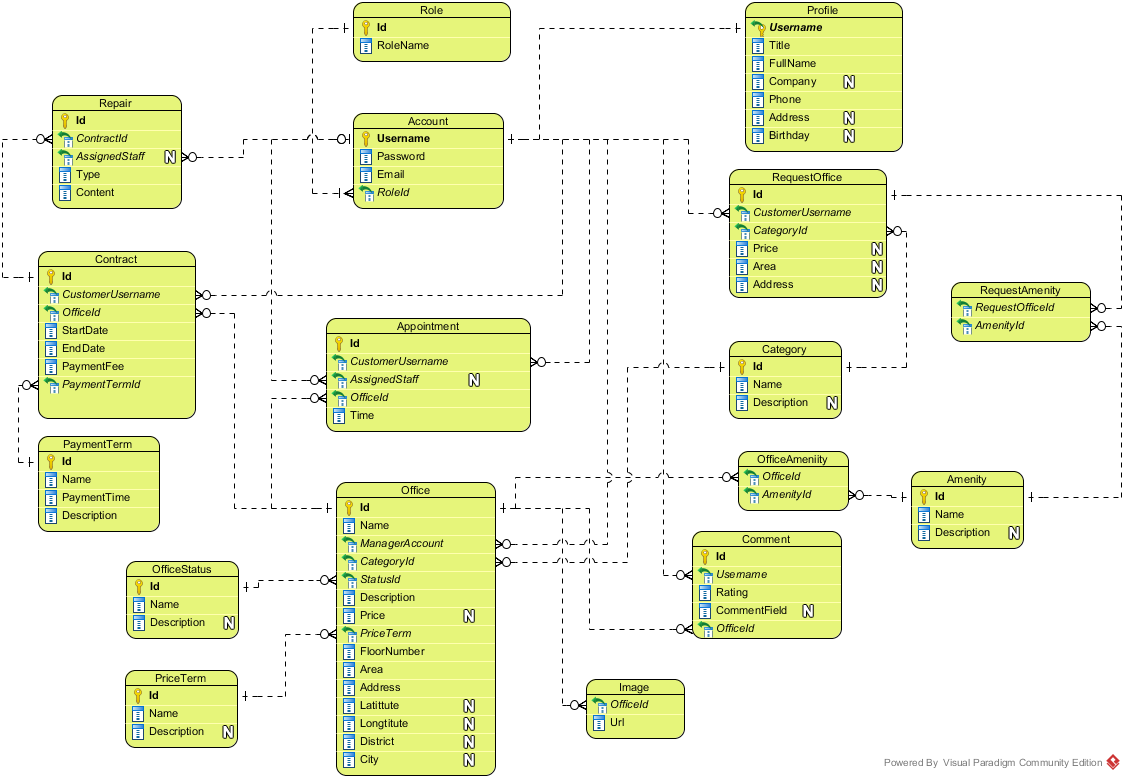 Role
Id
RoleName
Profile
Username
Title
FullName
Company N
Phone
Address N
Birthday N
Repair
Id
ContractId
AssignedStaff N
Type
Content
Account
Username
Password
Email
RoleId
RequestOffice
Id
CustomerUsername
CategoryId
Price N
Area N
Address N
Contract
Id
CustomerUsername
OfficeId
StartDate
EndDate
PaymentFee
PaymentTermId
RequestAmenity
RequestOfficeId
AmenityId
Appointment
Id
CustomerUsername
AssignedStaff N
OfficeId
Time
Category
Id
Name
Description N
PaymentTerm
Id
Name
PaymentTime
Description
OfficeAmeniity
OfficeId
AmenityId
Amenity
Id
Name
Description N
Office
Id
Name
ManagerAccount
CategoryId
StatusId
Description
Price N
PriceTerm
FloorNumber
Area
Address
Latittute N
Longtitute N
District N
City N
Comment
Id
Username
Rating
CommentField N
OfficeId
OfficeStatus
Id
Name
Description N
PriceTerm
Id
Name
Description N
Image
OfficeId
Url
Powered By Visual Paradigm Community Edition